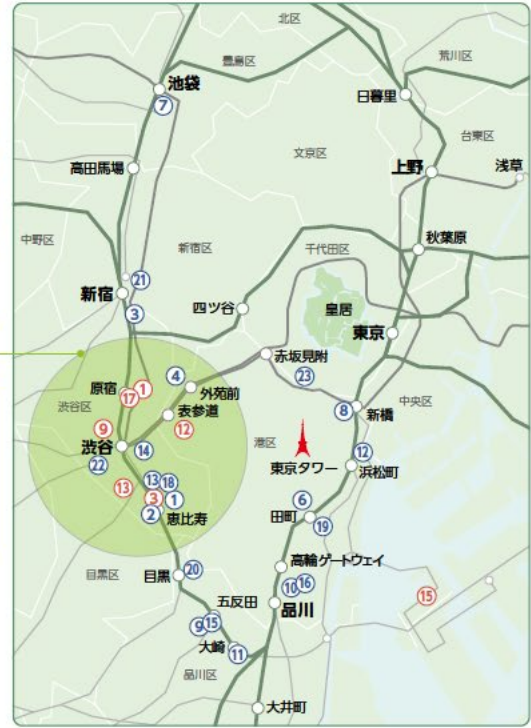 北区
豊島区
荒川区
池袋
⑦
日暮里
文京区
台東区
高田馬場
上野
浅草
中野区
新宿区
千代田区
秋葉原
㉑
新宿
③
四ツ谷
皇居
東京
赤坂見附
㉓
④
外苑前
原宿
①
⑰
渋谷区
表参道
⑫
⑧
新橋
中央区
⑨
渋谷
⑭
㉒
港区
東京タワー
⑫
浜松町
⑬
⑱
⑬
③
①
②
恵比寿
⑥
田町
⑲
目黒区
目黒
⑳
高輪ゲートウェイ
⑩
⑯
品川
⑮
五反田
⑨
⑮
大崎
⑪
品川区
大井町